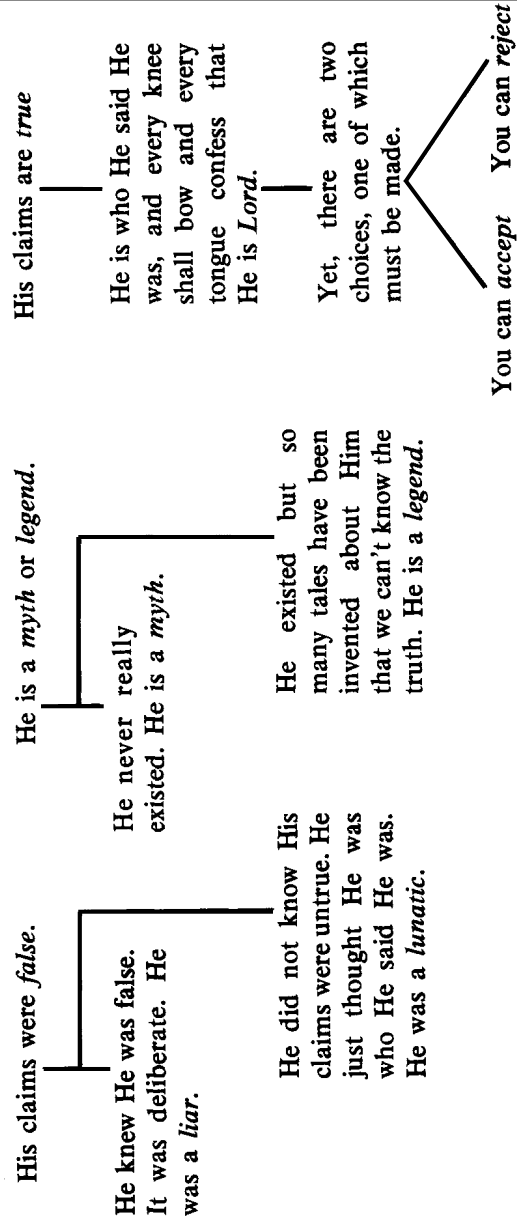 His claims were false.
He knew He was false.
It was deliberate. He
was a liar.
He did not know His
claims were untrue. He
just thought He was
who He said He was.
He was a lunatic.
He is a myth or legend.
He never really
existed. He is a myth.
He existed but so
many tales have been
invented about Him
that we can't know the
truth. He is a legend.
His claims are true
He is who He said He
was, and every knee
shall bow and every
tongue confess that
He is Lord.
Yet, there are two
choices, one of which
must be made.
You can accept
You can reject